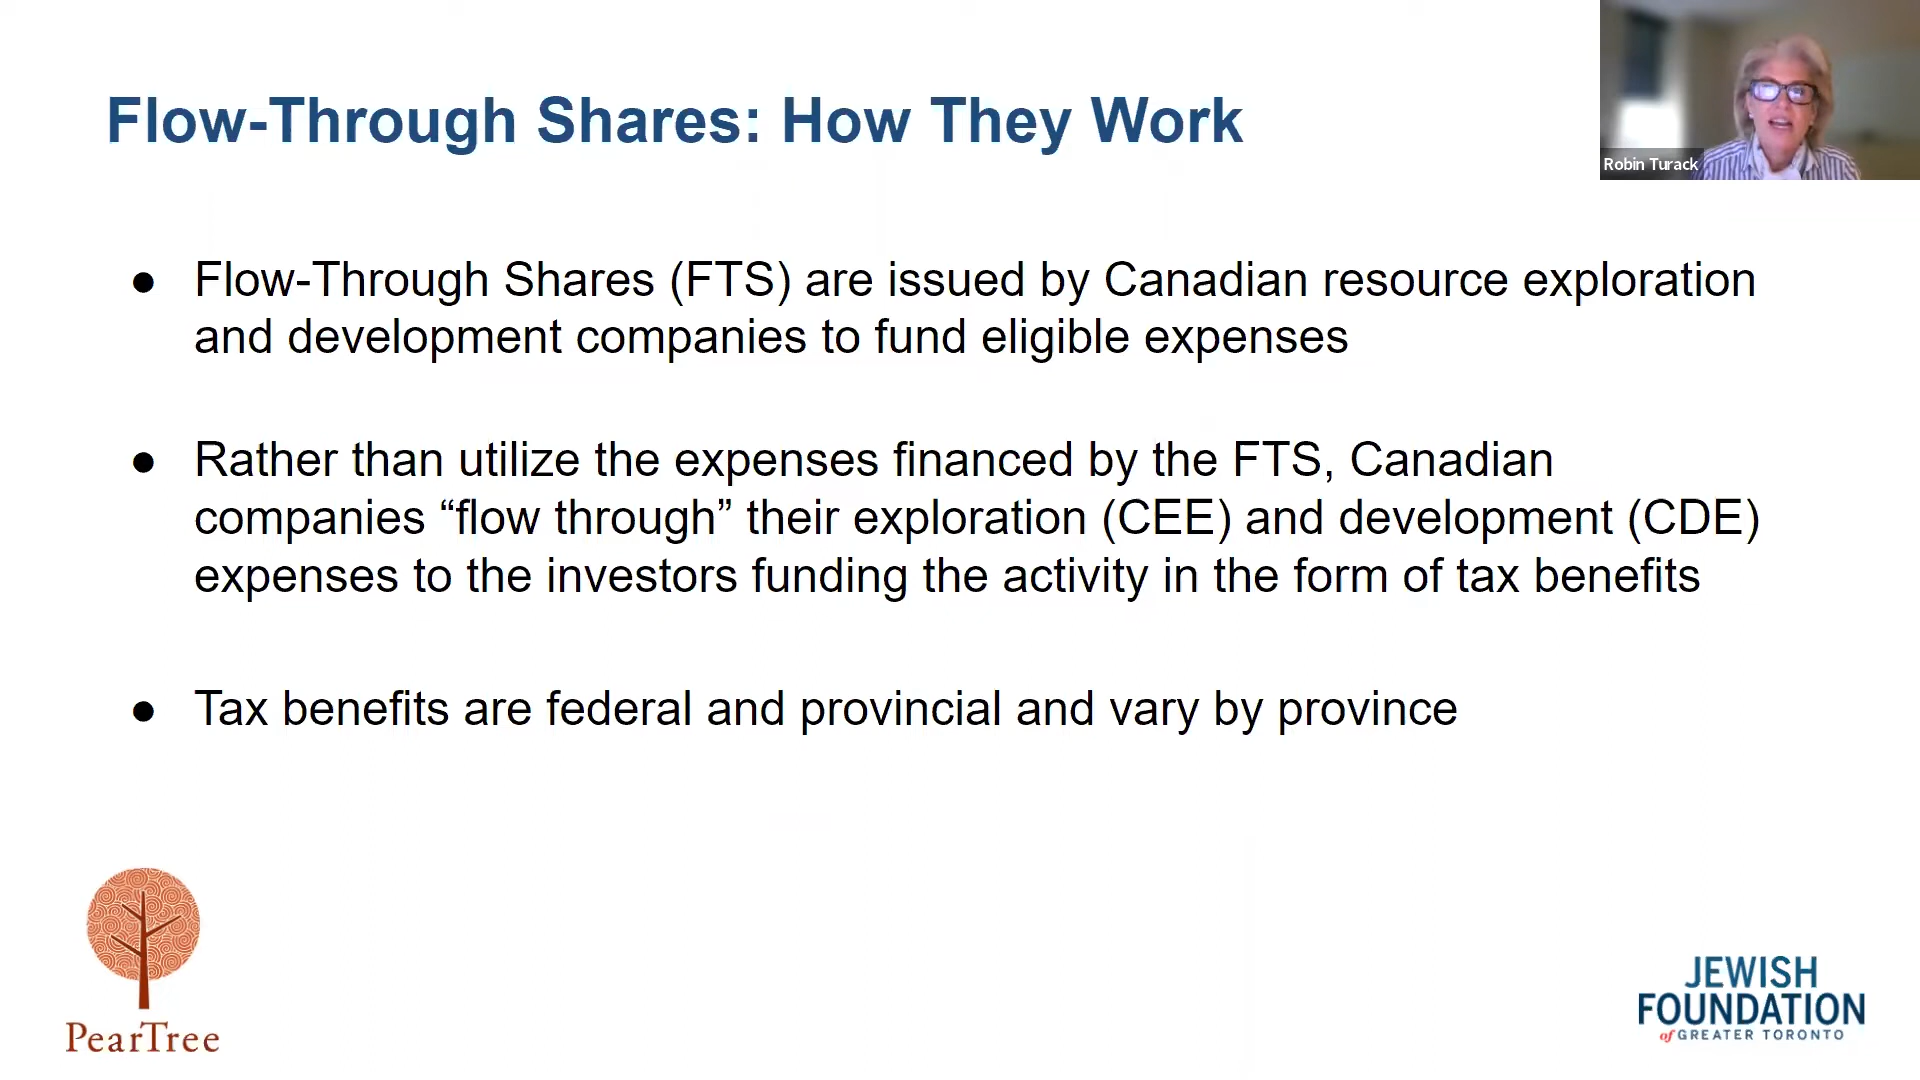 Flow-Through Shares: How They Work
Robin Turack
● Flow-Through Shares (FTS) are issued by Canadian resource exploration
and development companies to fund eligible expenses
● Rather than utilize the expenses financed by the FTS, Canadian
companies “flow through” their exploration (CEE) and development (CDE)
expenses to the investors funding the activity in the form of tax benefits
● Tax benefits are federal and provincial and vary by province
PearTree
JEWISH
FOUNDATION
of GREATER TORONTO